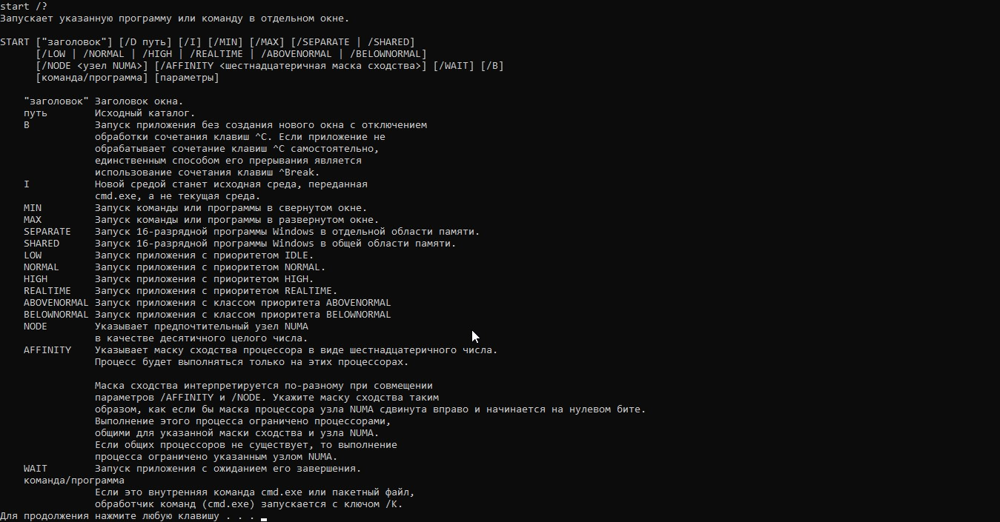 start /?
Запускает указанную программу или команду в отдельном окне.

START ["заголовок"] [/D путь] [/I] [/MIN] [/MAX] [/SEPARATE | /SHARED]
      [/LOW | /NORMAL | /HIGH | /REALTIME | /ABOVENORMAL | /BELOWNORMAL]
      [/NODE <узел NUMA>] [/AFFINITY <шестнадцатеричная маска сходства>] [/WAIT] [/B]
      [команда/программа] [параметры]

    "заголовок" Заголовок окна.
    путь        Исходный каталог.
    B           Запуск приложения без создания нового окна с отключением
                обработки сочетания клавиш ^C. Если приложение не
                обрабатывает сочетание клавиш ^C самостоятельно,
                единственным способом его прерывания является
                использование сочетания клавиш ^Break.
    I           Новой средой станет исходная среда, переданная
                cmd.exe, а не текущая среда.
    MIN         Запуск команды или программы в свернутом окне.
    MAX         Запуск команды или программы в развернутом окне.
    SEPARATE    Запуск 16-разрядной программы Windows в отдельной области памяти.
    SHARED      Запуск 16-разрядной программы Windows в общей области памяти.
    LOW         Запуск приложения с приоритетом IDLE.
    NORMAL      Запуск приложения с приоритетом NORMAL.
    HIGH        Запуск приложения с приоритетом HIGH.
    REALTIME    Запуск приложения с приоритетом REALTIME.
    ABOVENORMAL Запуск приложения с классом приоритета ABOVENORMAL
    BELOWNORMAL Запуск приложения с классом приоритета BELOWNORMAL
    NODE        Указывает предпочтительный узел NUMA
                в качестве десятичного целого числа.
    AFFINITY    Указывает маску сходства процессора в виде шестнадцатеричного числа.
                Процесс будет выполняться только на этих процессорах.

                Маска сходства интерпретируется по-разному при совмещении
                параметров /AFFINITY и /NODE. Укажите маску сходства таким
                образом, как если бы маска процессора узла NUMA сдвинута вправо и начинается на нулевом бите.
                Выполнение этого процесса ограничено процессорами,
                общими для указанной маски сходства и узла NUMA.
                Если общих процессоров не существует, то выполнение
                процесса ограничено указанным узлом NUMA.
    WAIT        Запуск приложения с ожиданием его завершения.
    команда/программа
                Если это внутренняя команда cmd.exe или пакетный файл,
                обработчик команд (cmd.exe) запускается с ключом /K.
Для продолжения нажмите любую клавишу . . .